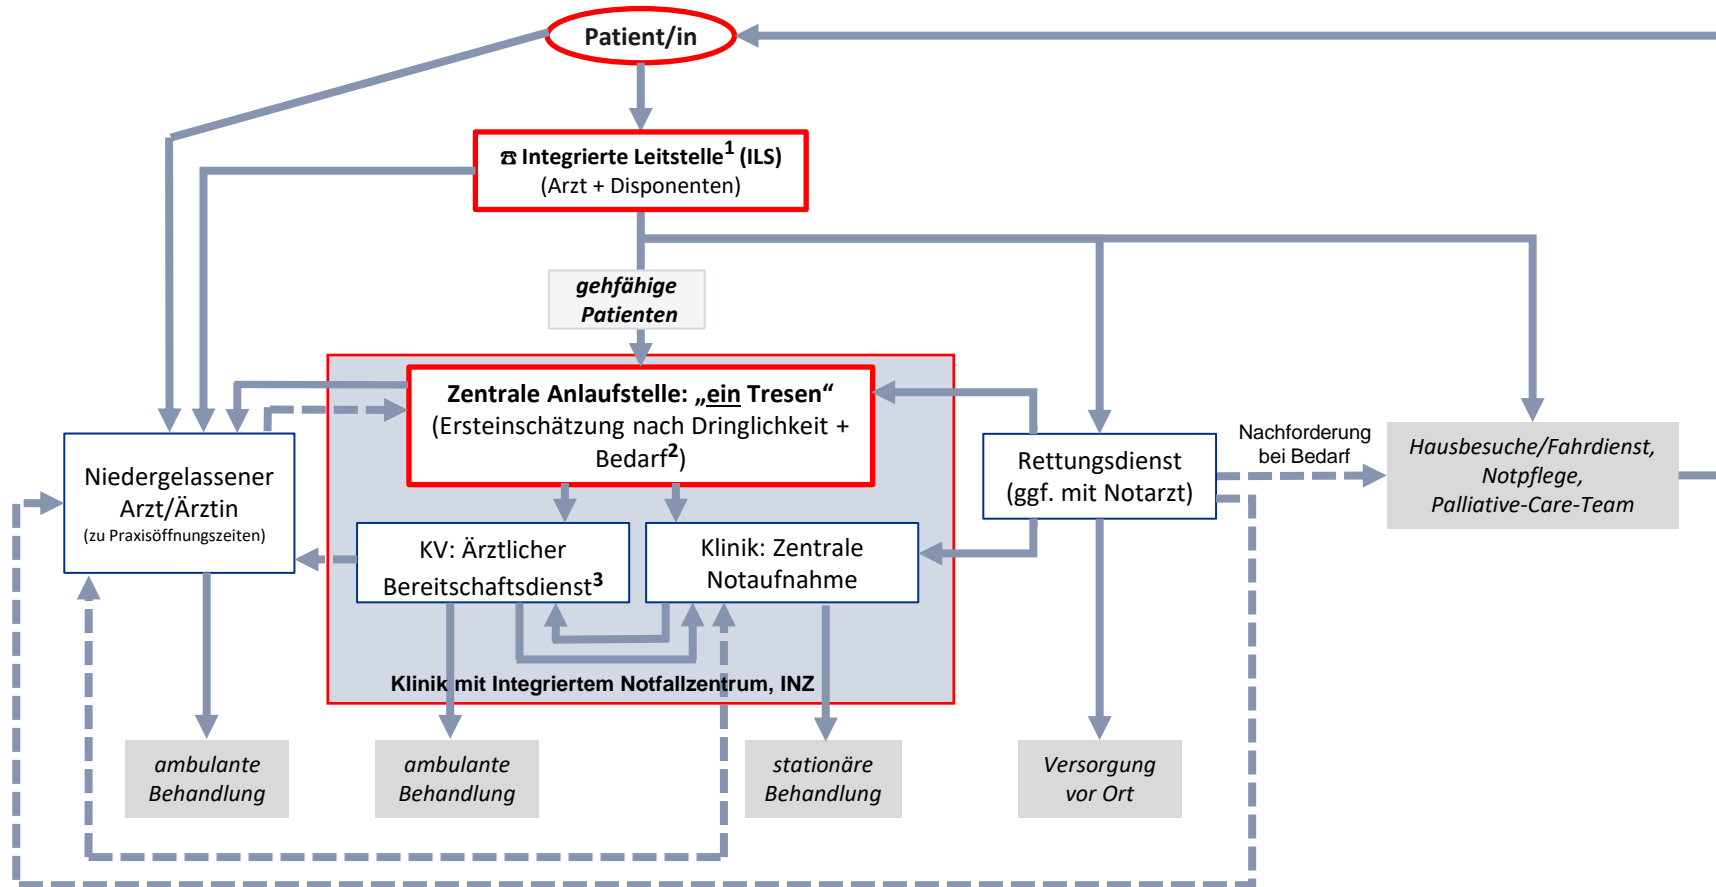 Patient/in
☎ Integrierte Leitstelle¹ (ILS)
(Arzt + Disponenten)
gehfähige
Patienten
Zentrale Anlaufstelle: „ein Tresen“
(Ersteinschätzung nach Dringlichkeit +
Bedarf²)
Niedergelassener
Arzt/Ärztin
(zu Praxisöffnungszeiten)
KV: Ärztlicher
Bereitschaftsdienst³
Klinik: Zentrale
Notaufnahme
Klinik mit Integriertem Notfallzentrum, INZ
Rettungsdienst
(ggf. mit Notarzt)
Nachforderung
bei Bedarf
Hausbesuche/Fahrdienst,
Notpflege,
Palliative-Care-Team
ambulante
Behandlung
ambulante
Behandlung
stationäre
Behandlung
Versorgung
vor Ort